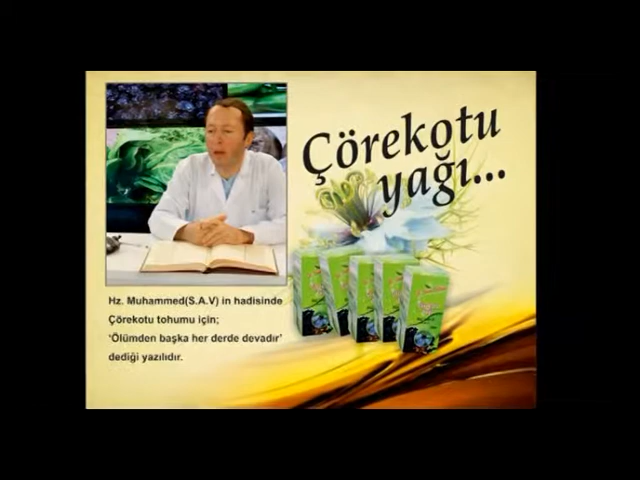 Çörekotu
yağı...
Hz. Muhammed(S.A.V) in hadisinde
Çörekotu tohumu için;
‘Ölümden başka her derde devadır’
dediği yazılıdır.